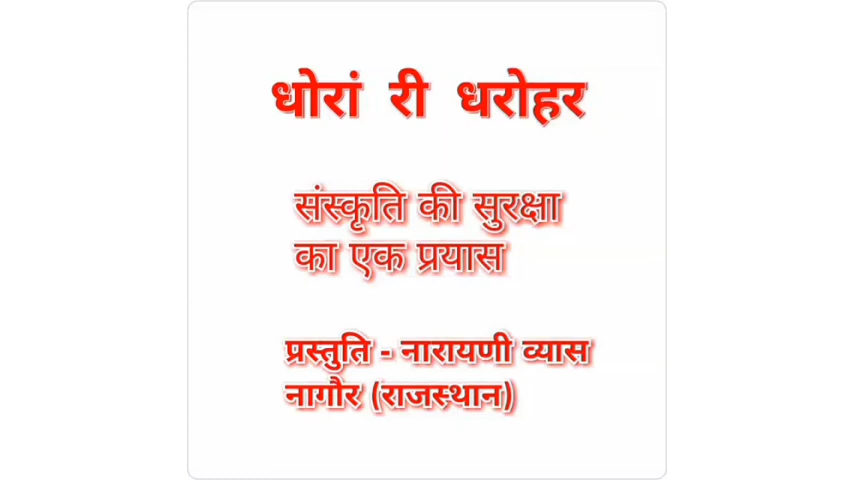 धोरां री धरोहर
संस्कृति की सुरक्षा
का एक प्रयास
प्रस्तुति - नारायणी व्यास
नागौर (राजस्थान)